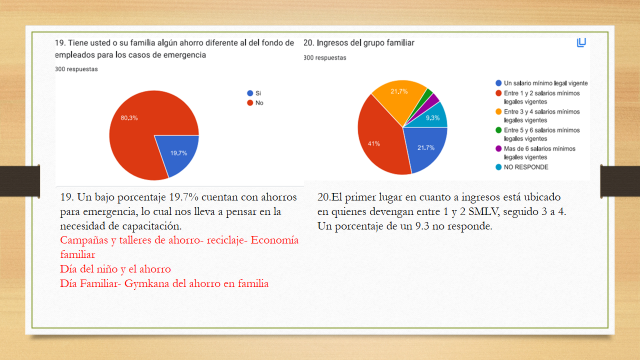 19. Tiene usted o su familia algún ahorro diferente al del fondo de
empleados para los casos de emergencia
300 respuestas
Si
No
80,3%
19,7%
20. Ingresos del grupo familiar
300 respuestas
Un salario mínimo legal vigente
Entre 1 y 2 salarios mínimos
legales vigentes
Entre 3 y 4 salarios mínimos
legales vigentes
Entre 5 y 6 salarios mínimos
legales vigentes
Mas de 6 salarios mínimos
legales vigentes
NO RESPONDE
21,7%
9,3%
41%
21,7%
19. Un bajo porcentaje 19.7% cuentan con ahorros
para emergencia, lo cual nos lleva a pensar en la
necesidad de capacitación.
Campañas y talleres de ahorro- reciclaje- Economía
familiar
Día del niño y el ahorro
Día Familiar- Gymkana del ahorro en familia
20.El primer lugar en cuanto a ingresos está ubicado
en quienes devengan entre 1 y 2 SMLV, seguido 3 a 4.
Un porcentaje de un 9.3 no responde.